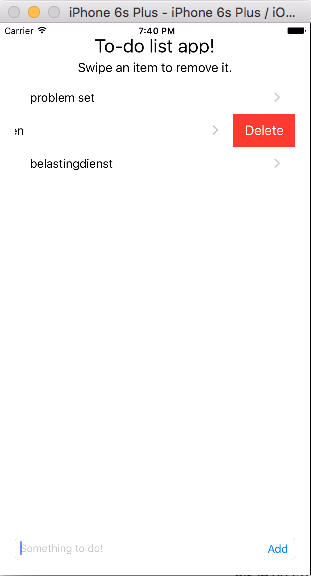 iPhone 6s Plus - iPhone 6s Plus / iO...
Carrier 7:40 PM
To-do list app!
Swipe an item to remove it.
problem set
en Delete
belastingdienst
Something to do! Add